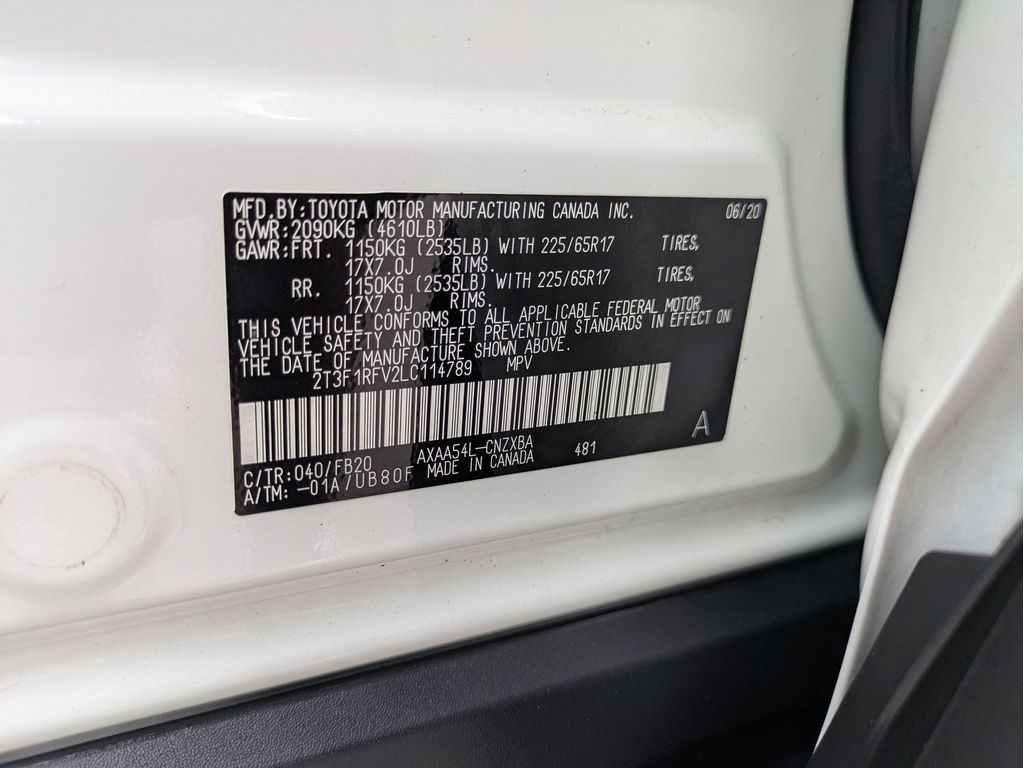 MFD.BY:TOYOTA MOTOR MANUFACTURING CANADA INC. 06/20
GVWR:2090KG (4610LB)
GAWR:FRT. 1150KG (2535LB) WITH 225/65R17 TIRES,
17X7.0J RIMS.
RR. 1150KG (2535LB) WITH 225/65R17 TIRES,
17X7.0J RIMS.
THIS VEHICLE CONFORMS TO ALL APPLICABLE FEDERAL MOTOR
VEHICLE SAFETY AND THEFT PREVENTION STANDARDS IN EFFECT ON
THE DATE OF MANUFACTURE SHOWN ABOVE.
2T3F1RFV2LC114789 MPV
A
C/TR:040/FB20 AXAA54L-CNZXBA 481
A/TM:-01A/UB80F MADE IN CANADA